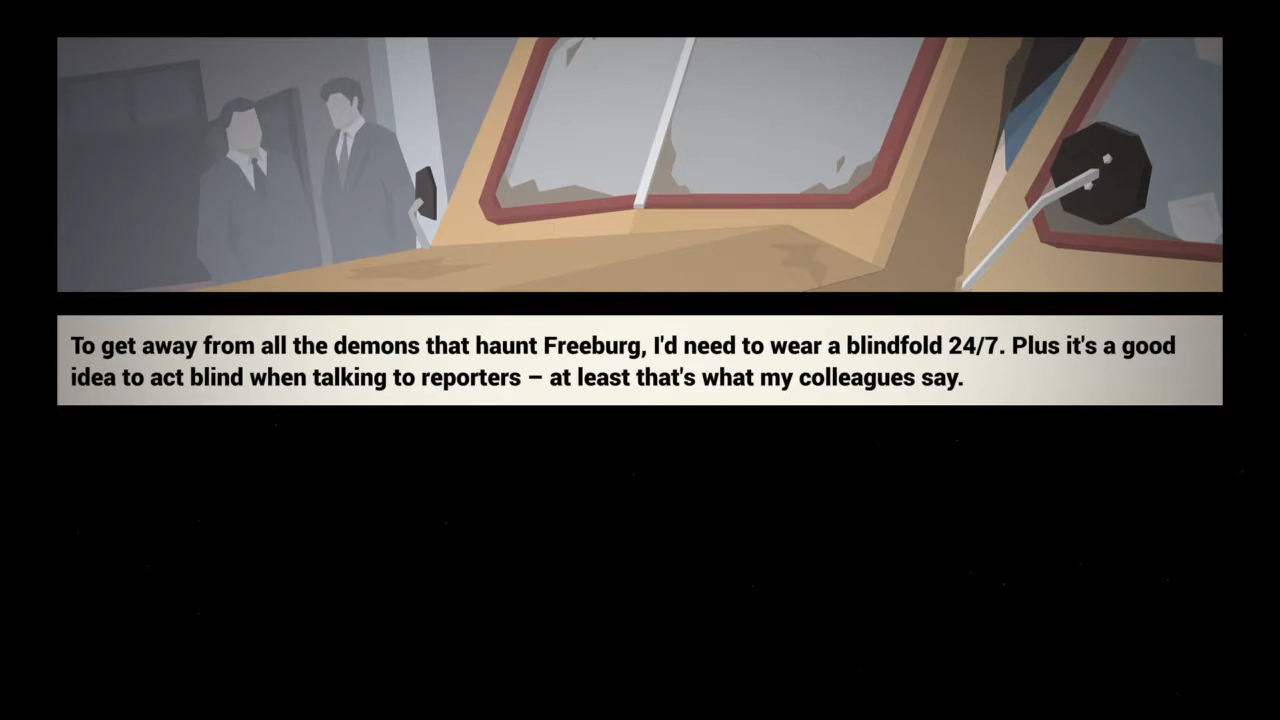 To get away from all the demons that haunt Freeburg, I'd need to wear a blindfold 24/7. Plus it's a good
idea to act blind when talking to reporters – at least that's what my colleagues say.